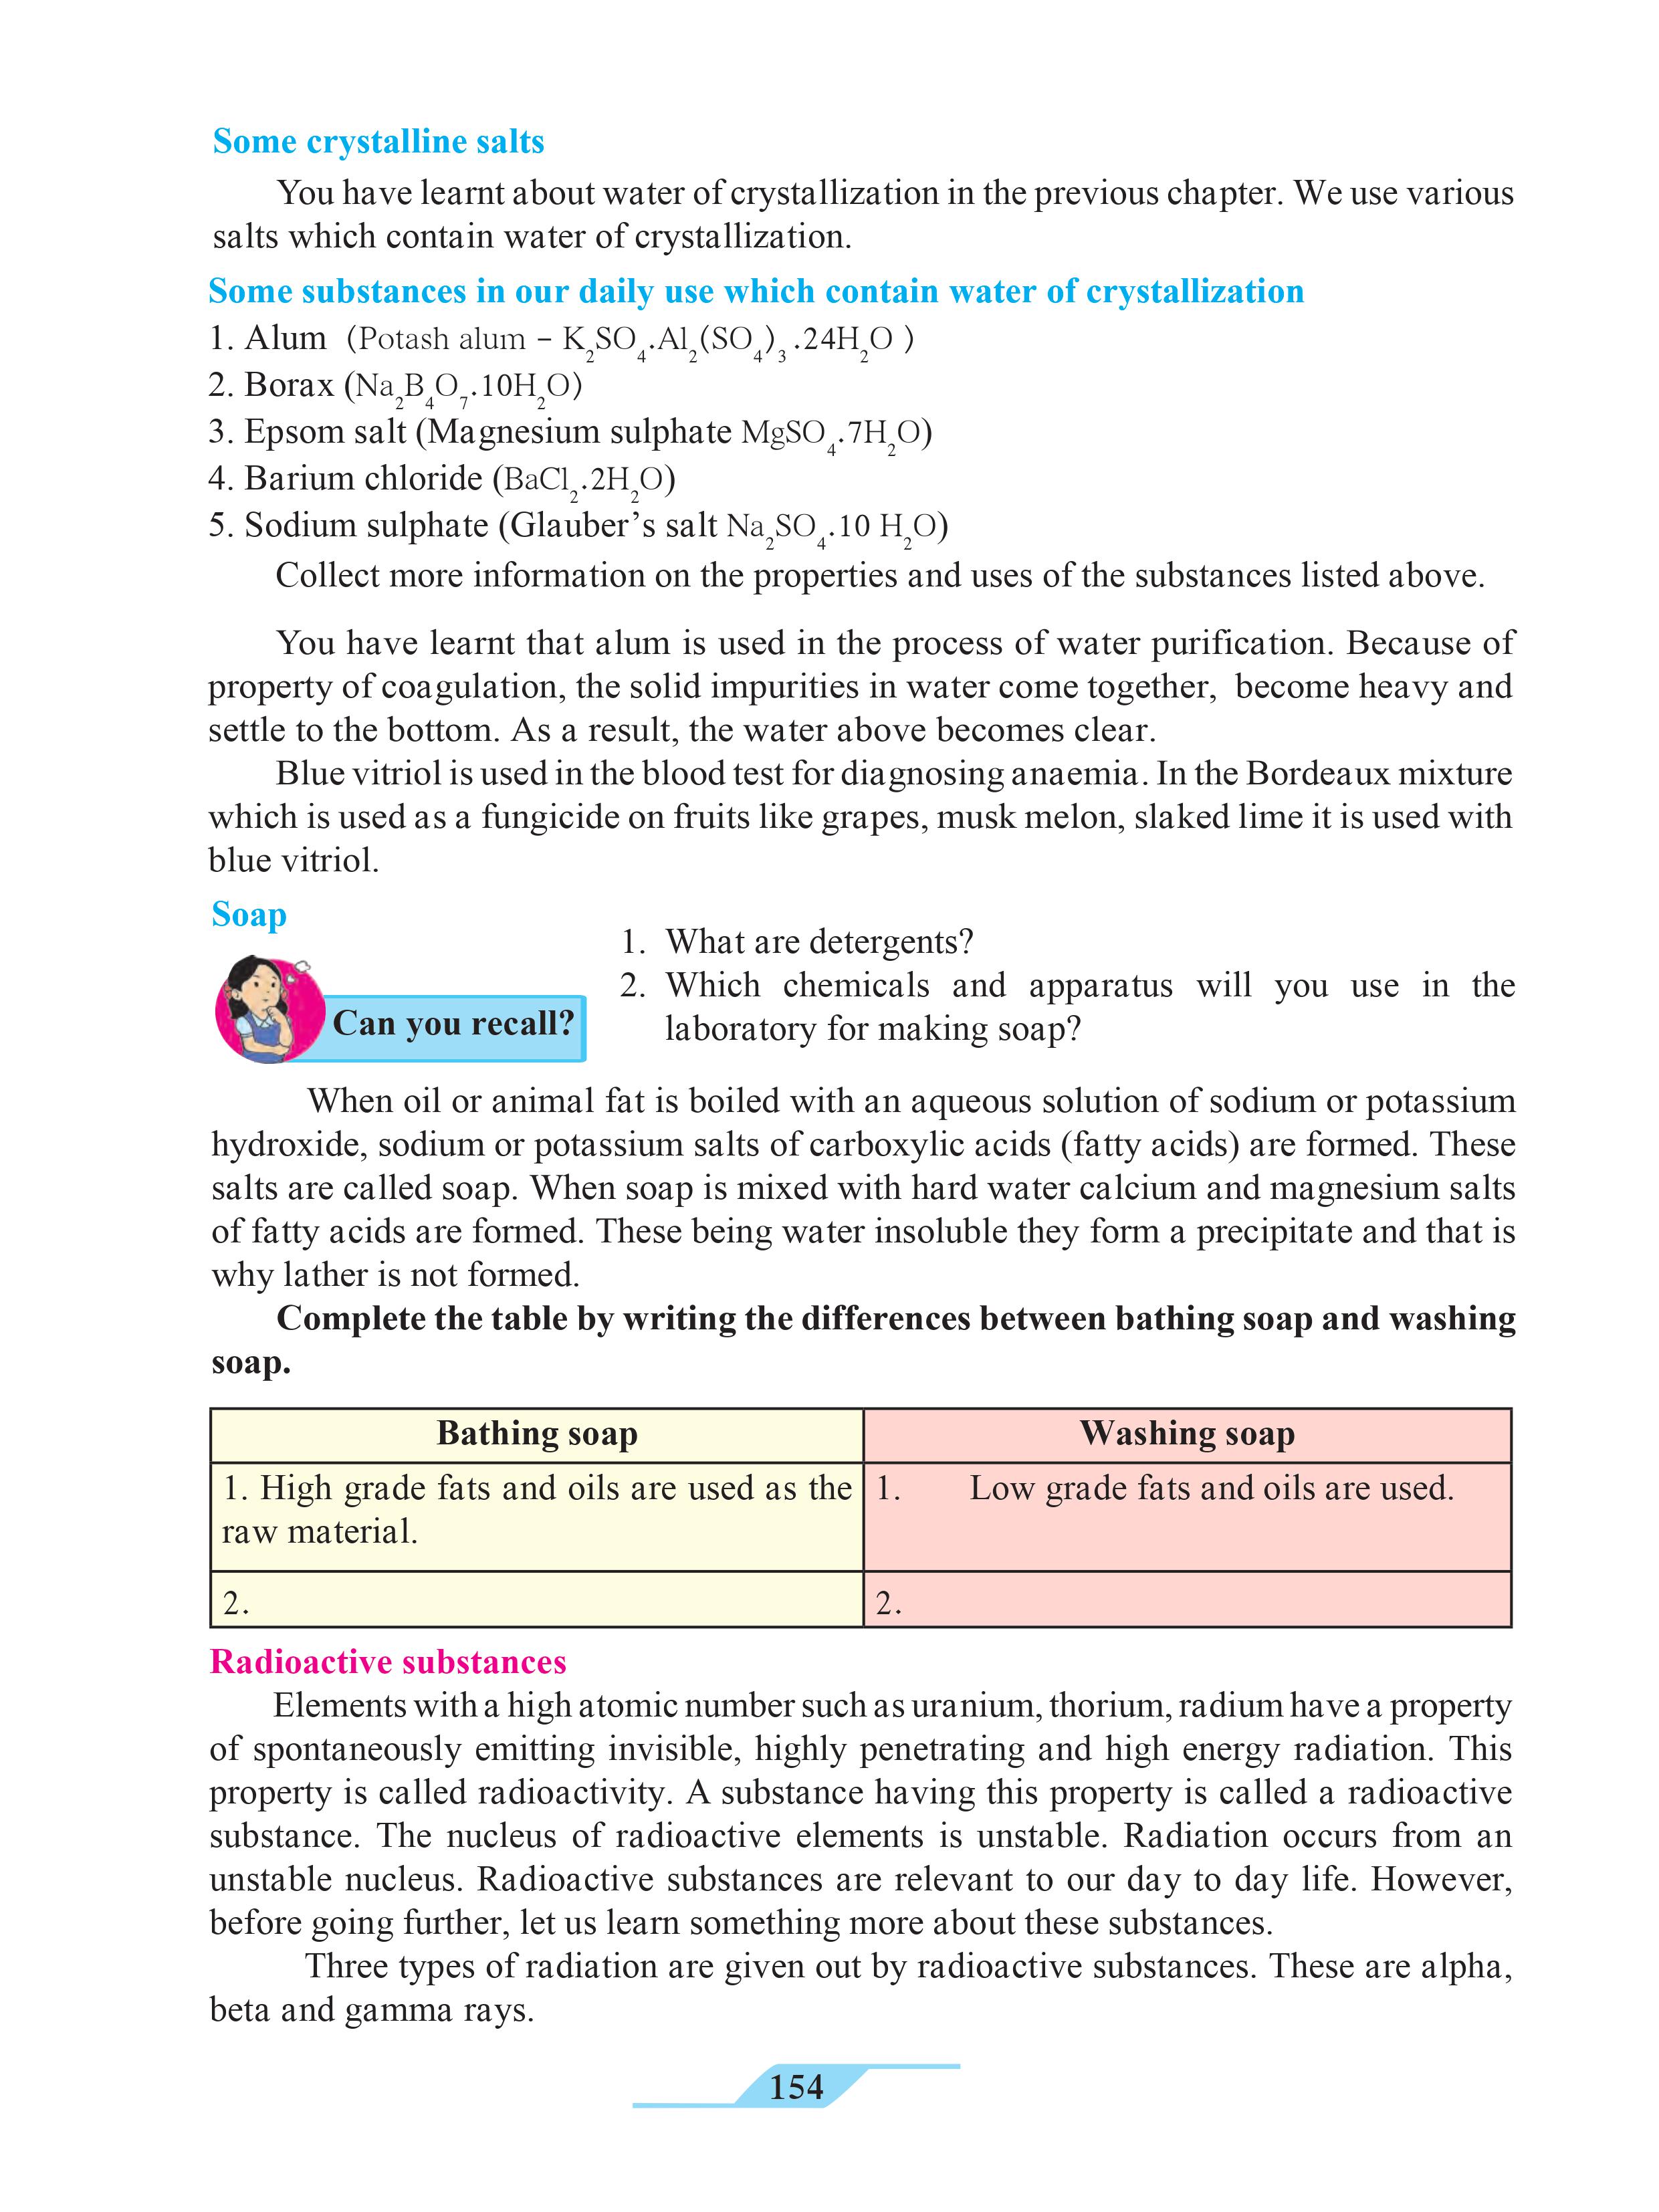 Some crystalline salts
You have learnt about water of crystallization in the previous chapter. We use various
salts which contain water of crystallization.
Some substances in our daily use which contain water of crystallization
1. Alum (Potash alum – K₂SO₄.Al₂(SO₄)₃.24H₂O )
2. Borax (Na₂B₄O₇.10H₂O)
3. Epsom salt (Magnesium sulphate MgSO₄.7H₂O)
4. Barium chloride (BaCl₂.2H₂O)
5. Sodium sulphate (Glauber’s salt Na₂SO₄.10 H₂O)
Collect more information on the properties and uses of the substances listed above.
You have learnt that alum is used in the process of water purification. Because of
property of coagulation, the solid impurities in water come together, become heavy and
settle to the bottom. As a result, the water above becomes clear.
Blue vitriol is used in the blood test for diagnosing anaemia. In the Bordeaux mixture
which is used as a fungicide on fruits like grapes, musk melon, slaked lime it is used with
blue vitriol.
Soap
Can you recall?
1. What are detergents?
2. Which chemicals and apparatus will you use in the
laboratory for making soap?
When oil or animal fat is boiled with an aqueous solution of sodium or potassium
hydroxide, sodium or potassium salts of carboxylic acids (fatty acids) are formed. These
salts are called soap. When soap is mixed with hard water calcium and magnesium salts
of fatty acids are formed. These being water insoluble they form a precipitate and that is
why lather is not formed.
Complete the table by writing the differences between bathing soap and washing
soap.
Bathing soap
Washing soap
1. High grade fats and oils are used as the
raw material.
1. Low grade fats and oils are used.
2.
2.
Radioactive substances
Elements with a high atomic number such as uranium, thorium, radium have a property
of spontaneously emitting invisible, highly penetrating and high energy radiation. This
property is called radioactivity. A substance having this property is called a radioactive
substance. The nucleus of radioactive elements is unstable. Radiation occurs from an
unstable nucleus. Radioactive substances are relevant to our day to day life. However,
before going further, let us learn something more about these substances.
Three types of radiation are given out by radioactive substances. These are alpha,
beta and gamma rays.
154